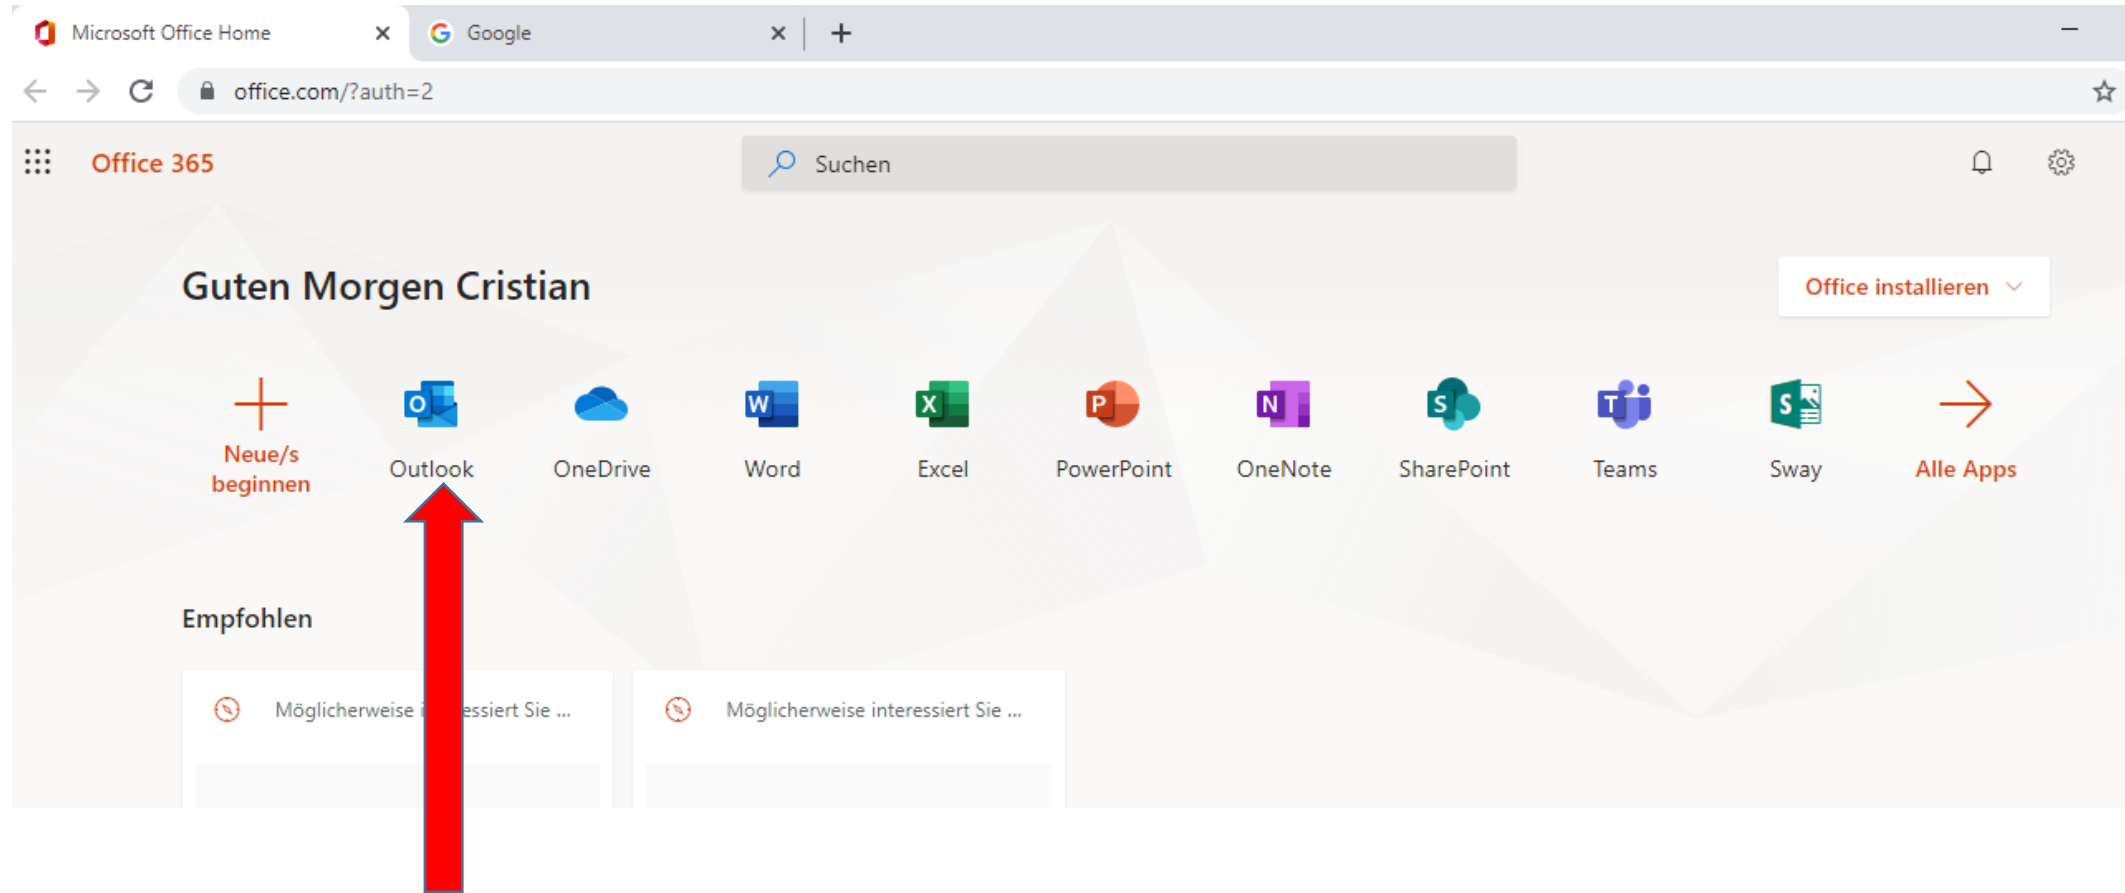 Microsoft Office Home
Google
office.com/?auth=2
Office 365
Suchen
Guten Morgen Cristian
Office installieren
Neue/s
beginnen
Outlook
OneDrive
Word
Excel
PowerPoint
OneNote
SharePoint
Teams
Sway
Alle Apps
Empfohlen
Möglicherweise i essiert Sie ...
Möglicherweise interessiert Sie ...